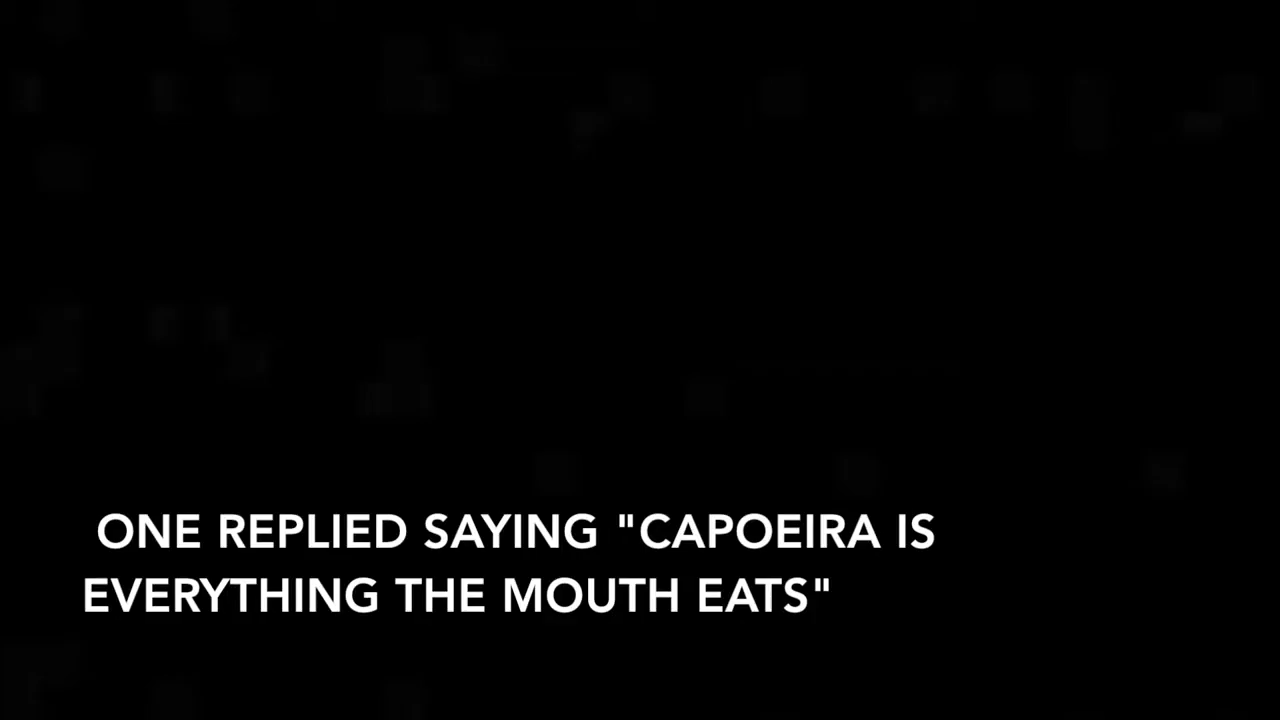 ONE REPLIED SAYING "CAPOEIRA IS
EVERYTHING THE MOUTH EATS"